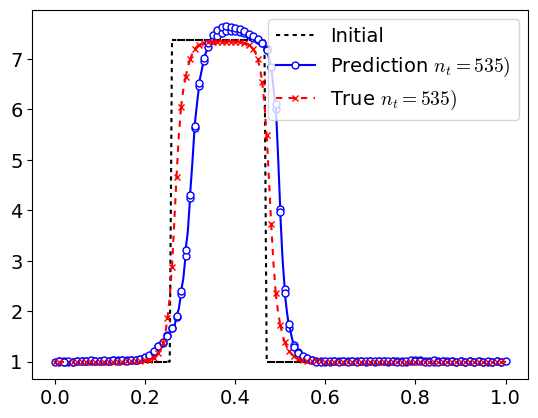 Initial
Prediction $n_t = 535)$
True $n_t = 535)$
7
6
5
4
3
2
1
0.0 0.2 0.4 0.6 0.8 1.0